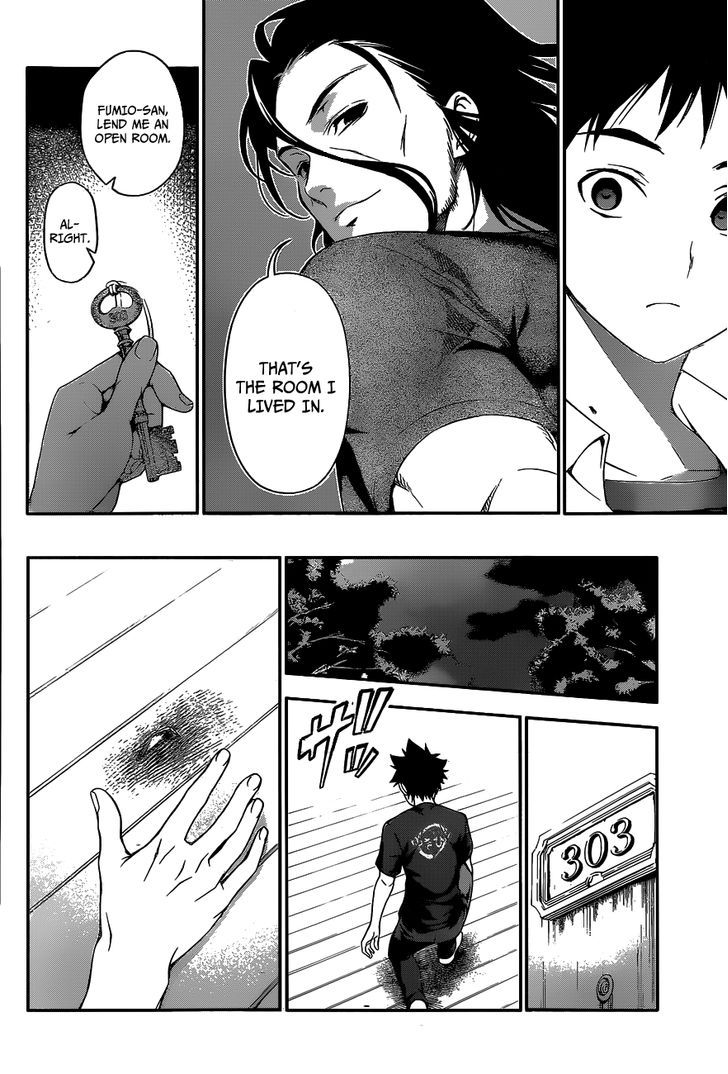 THAT'S
THE ROOM I
LIVED IN.
FUMIO-SAN,
LEND ME AN
OPEN ROOM.
AL-
RIGHT.
303
ザッ